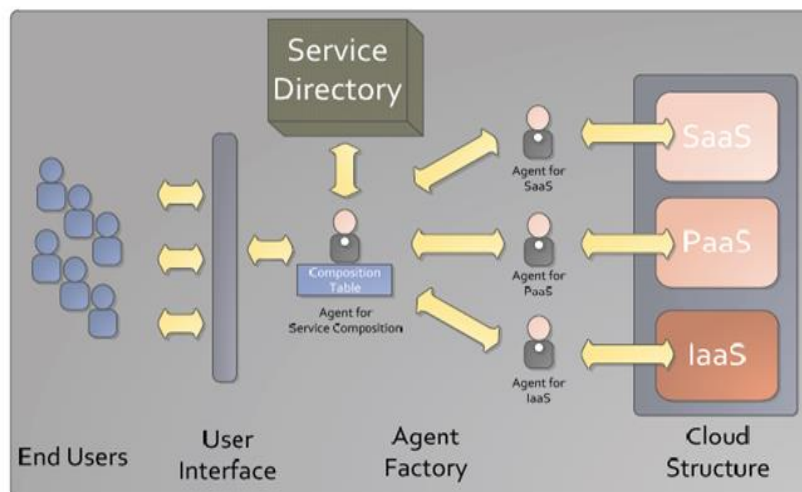 Service
Directory
SaaS
Agent for
SaaS
PaaS
Composition
Table
Agent for
PaaS
Agent for
Service Composition
IaaS
Agent for
IaaS
End Users
User
Interface
Agent
Factory
Cloud
Structure